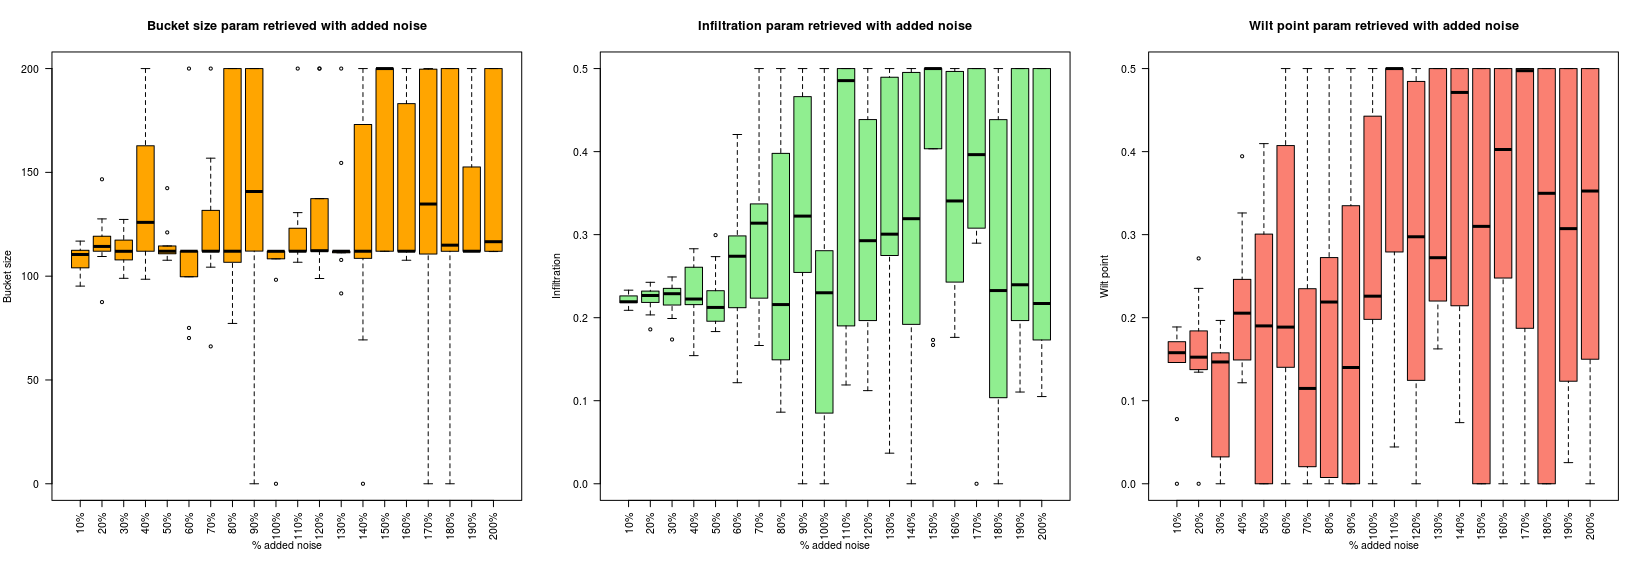 Bucket size param retrieved with added noise
Bucket size
200
150
100
50
0
10% 20% 30% 40% 50% 60% 70% 80% 90% 100% 110% 120% 130% 140% 150% 160% 170% 180% 190% 200%
% added noise
Infiltration param retrieved with added noise
Infiltration
0.5
0.4
0.3
0.2
0.1
0.0
10% 20% 30% 40% 50% 60% 70% 80% 90% 100% 110% 120% 130% 140% 150% 160% 170% 180% 190% 200%
% added noise
Wilt point param retrieved with added noise
Wilt point
0.5
0.4
0.3
0.2
0.1
0.0
10% 20% 30% 40% 50% 60% 70% 80% 90% 100% 110% 120% 130% 140% 150% 160% 170% 180% 190% 200%
% added noise